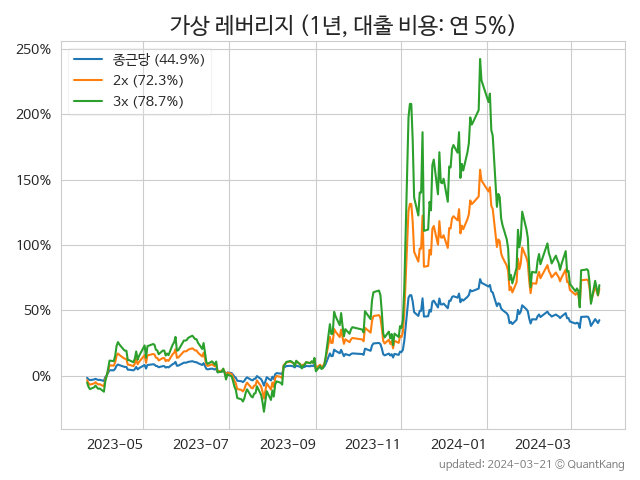 가상 레버리지 (1년, 대출 비용: 연 5%)
250%
200%
150%
100%
50%
0%
종근당 (44.9%)
2x (72.3%)
3x (78.7%)
2023-05
2023-07
2023-09
2023-11
2024-01
2024-03
updated: 2024-03-21 © QuantKang